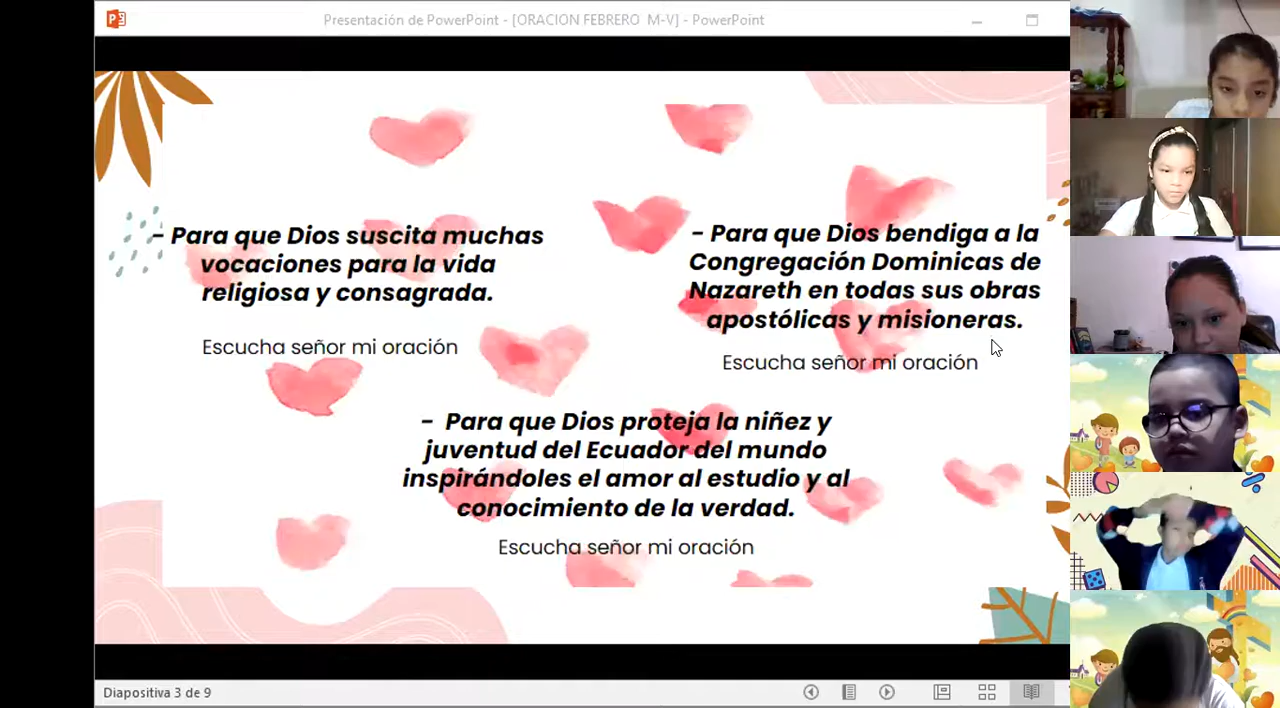 Presentación de PowerPoint - [ORACION FEBRERO M-V] - PowerPoint
- Para que Dios suscita muchas
vocaciones para la vida
religiosa y consagrada.
Escucha señor mi oración
- Para que Dios bendiga a la
Congregación Dominicas de
Nazareth en todas sus obras
apostólicas y misioneras.
Escucha señor mi oración
- Para que Dios proteja la niñez y
juventud del Ecuador del mundo
inspirándoles el amor al estudio y al
conocimiento de la verdad.
Escucha señor mi oración
Diapositiva 3 de 9